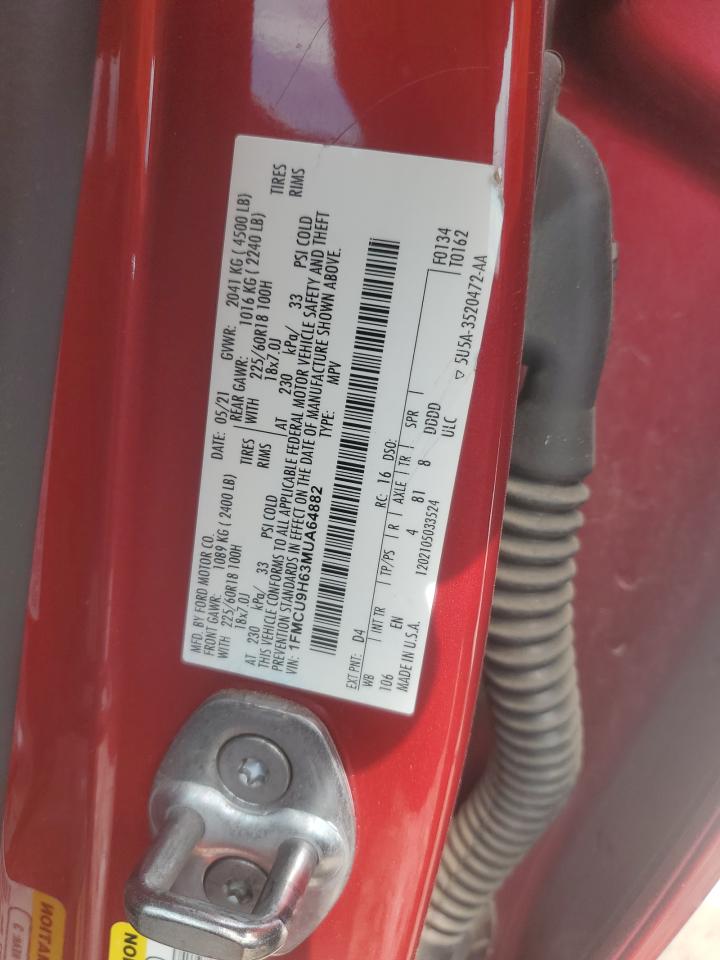 MFD. BY FORD MOTOR CO.
DATE: 05/21 GVWR: 2041 KG ( 4500 LB)
FRONT GAWR: 1089 KG ( 2400 LB) REAR GAWR: 1016 KG ( 2240 LB)
WITH 225/60R18 100H TIRES WITH 225/60R18 100H TIRES
18x7.0J RIMS 18x7.0J RIMS
AT 230 kPa/ 33 PSI COLD AT 230 kPa/ 33 PSI COLD
THIS VEHICLE CONFORMS TO ALL APPLICABLE FEDERAL MOTOR VEHICLE SAFETY AND THEFT
PREVENTION STANDARDS IN EFFECT ON THE DATE OF MANUFACTURE SHOWN ABOVE.
VIN: 1FMCU9H63MUA64882 TYPE: MPV
EXT PNT: D4 RC: 16 DSO:
WB INT TR TP/PS R AXLE TR SPR F0134
106 EN 4 81 8 DDDD T0162
MADE IN U.S.A. 1202105033524 ULC ▽ 5U5A-3520472-AA